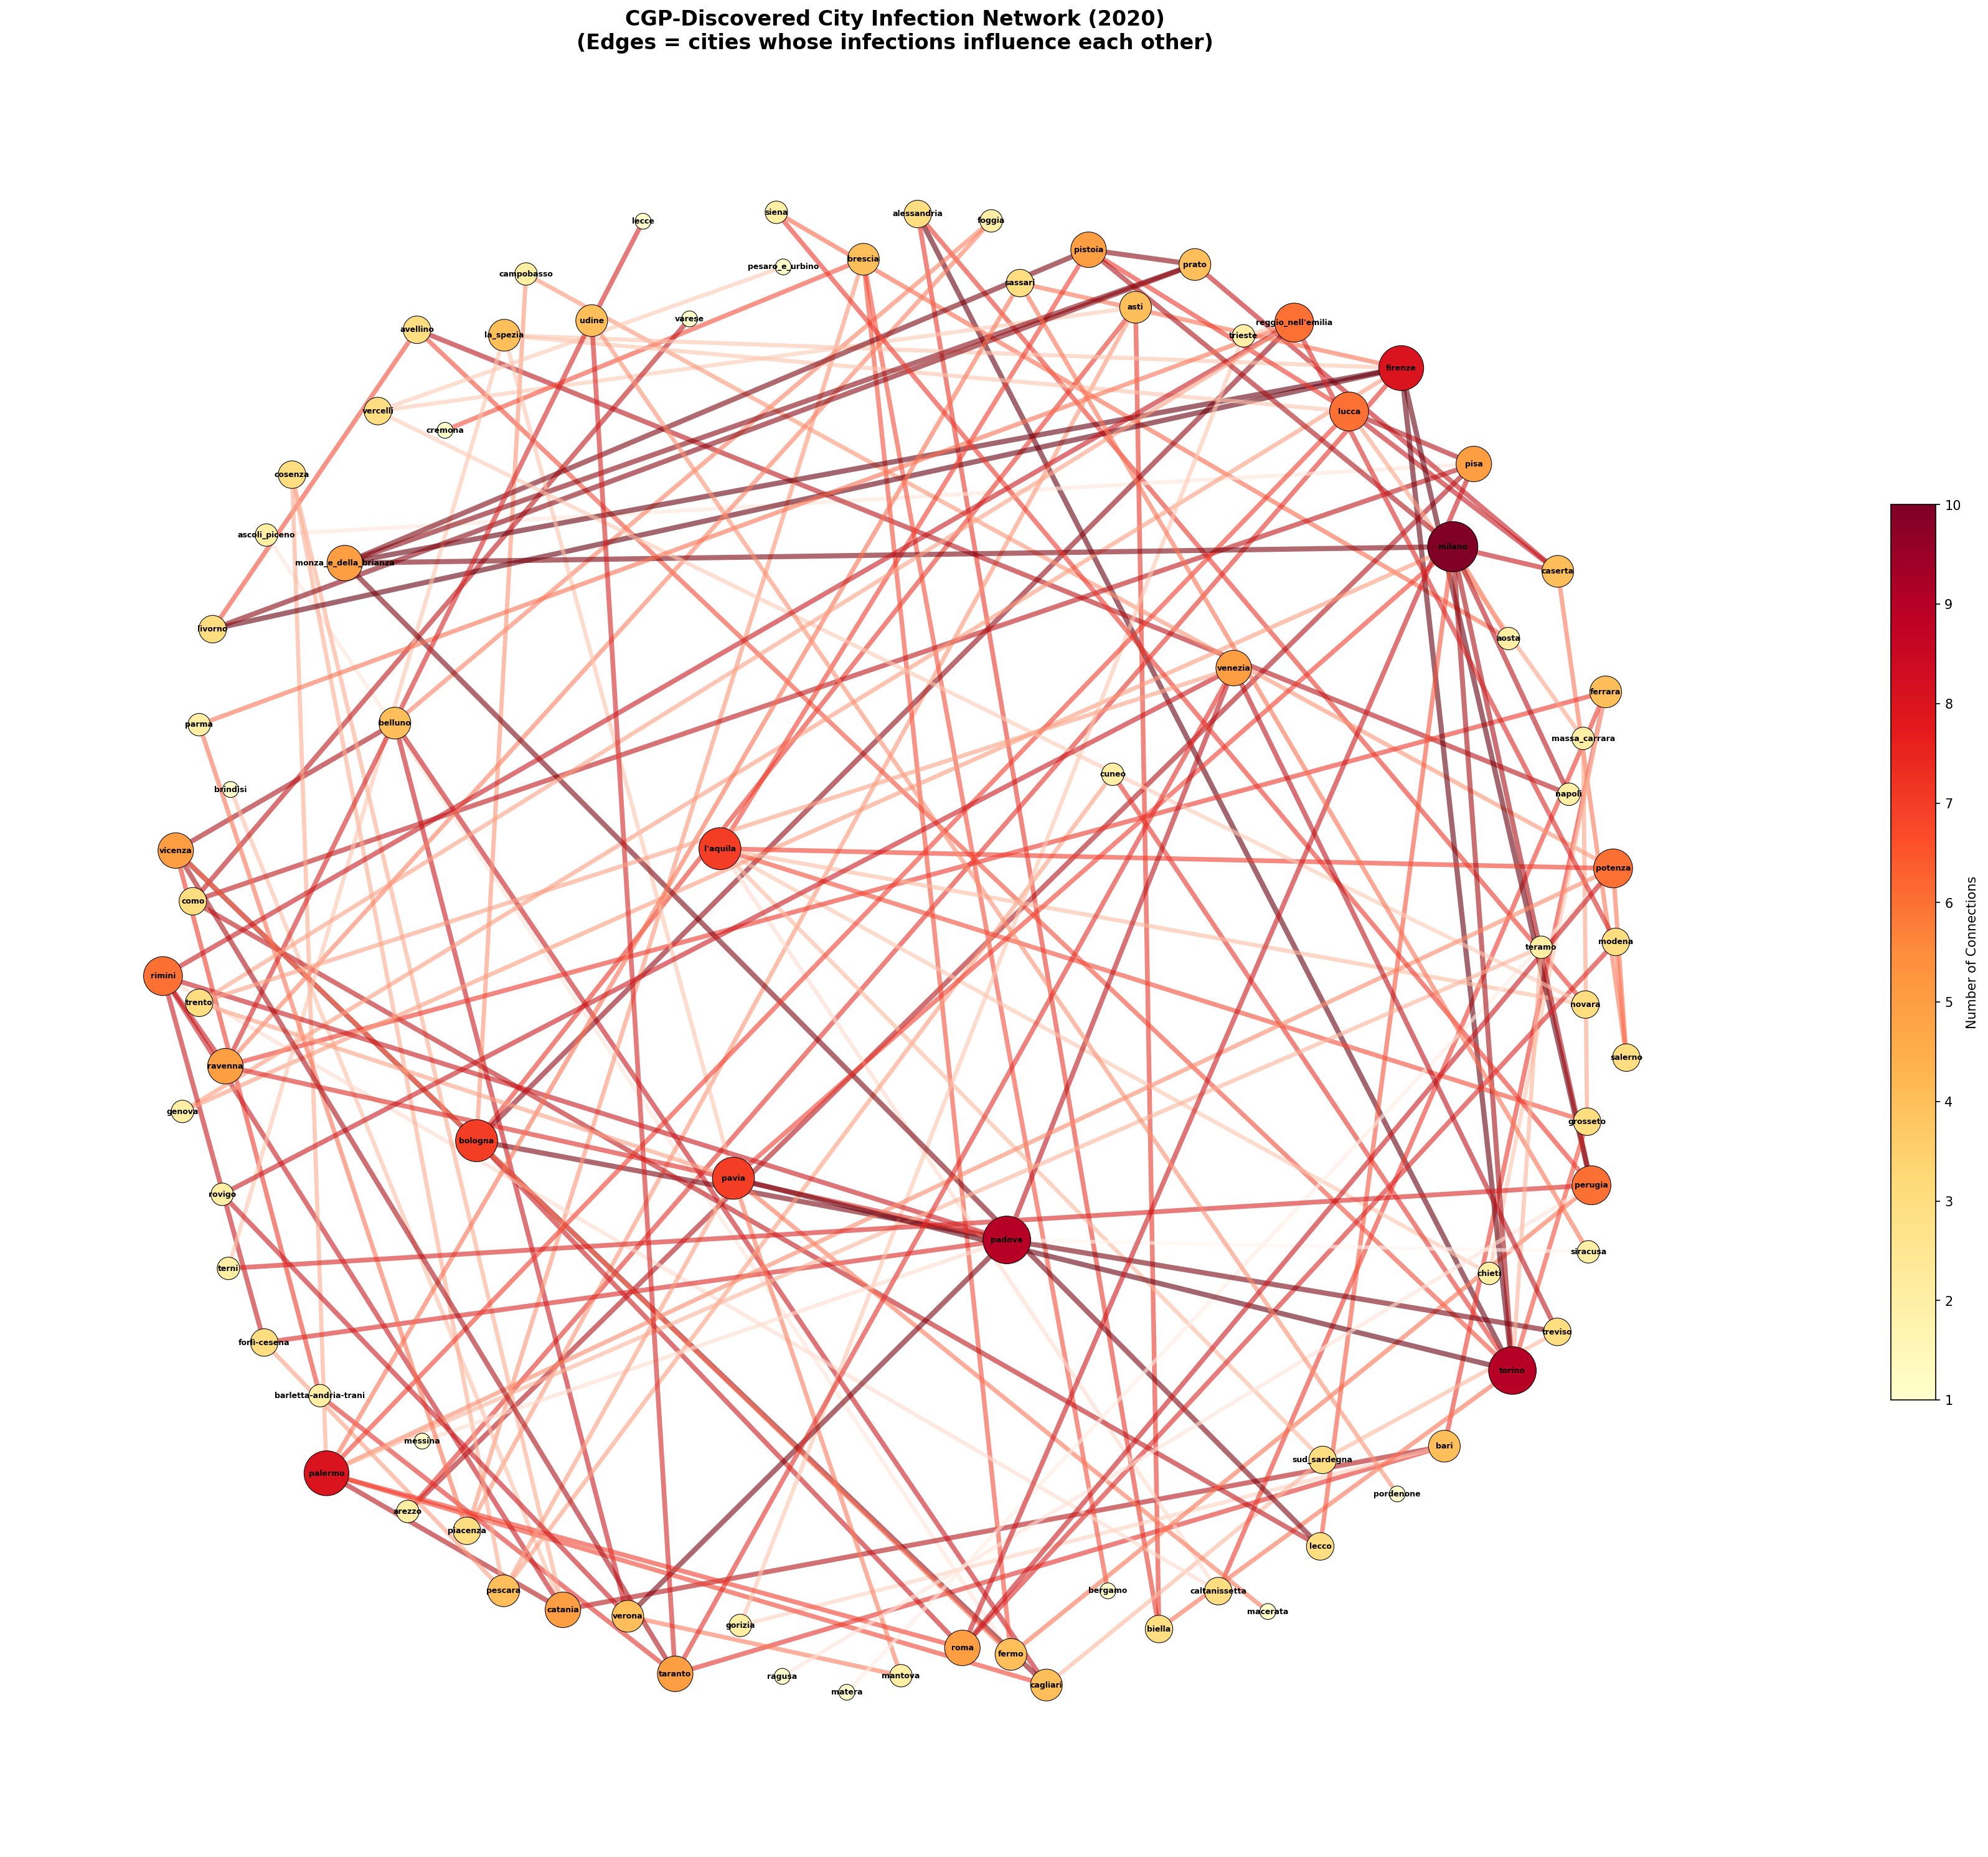 CGP-Discovered City Infection Network (2020)
(Edges = cities whose infections influence each other)
siena
alessandria
foggia
lecce
pistoia
brescia
pesaro_e_urbino
prato
campobasso
sassari
asti
varese
udine
reggio_nell'emilia
avellino
la_spezia
trieste
firenze
vercelli
lucca
cremona
pisa
cosenza
ascoli_piceno
milano
monza_e_della_brianza
caserta
livorno
aosta
venezia
ferrara
belluno
parma
massa_carrara
cuneo
brindisi
napoli
l'aquila
vicenza
potenza
como
modena
teramo
rimini
trento
novara
salerno
ravenna
genova
grosseto
bologna
pavia
perugia
rovigo
padova
siracusa
terni
chieti
treviso
forlì-cesena
torino
barletta-andria-trani
messina
bari
sud_sardegna
palermo
pordenone
arezzo
piacenza
lecco
pescara
bergamo
caltanissetta
catania
macerata
verona
gorizia
biella
roma
fermo
taranto
ragusa
mantova
cagliari
matera
10
9
8
7
6
5
4
3
2
1
Number of Connections